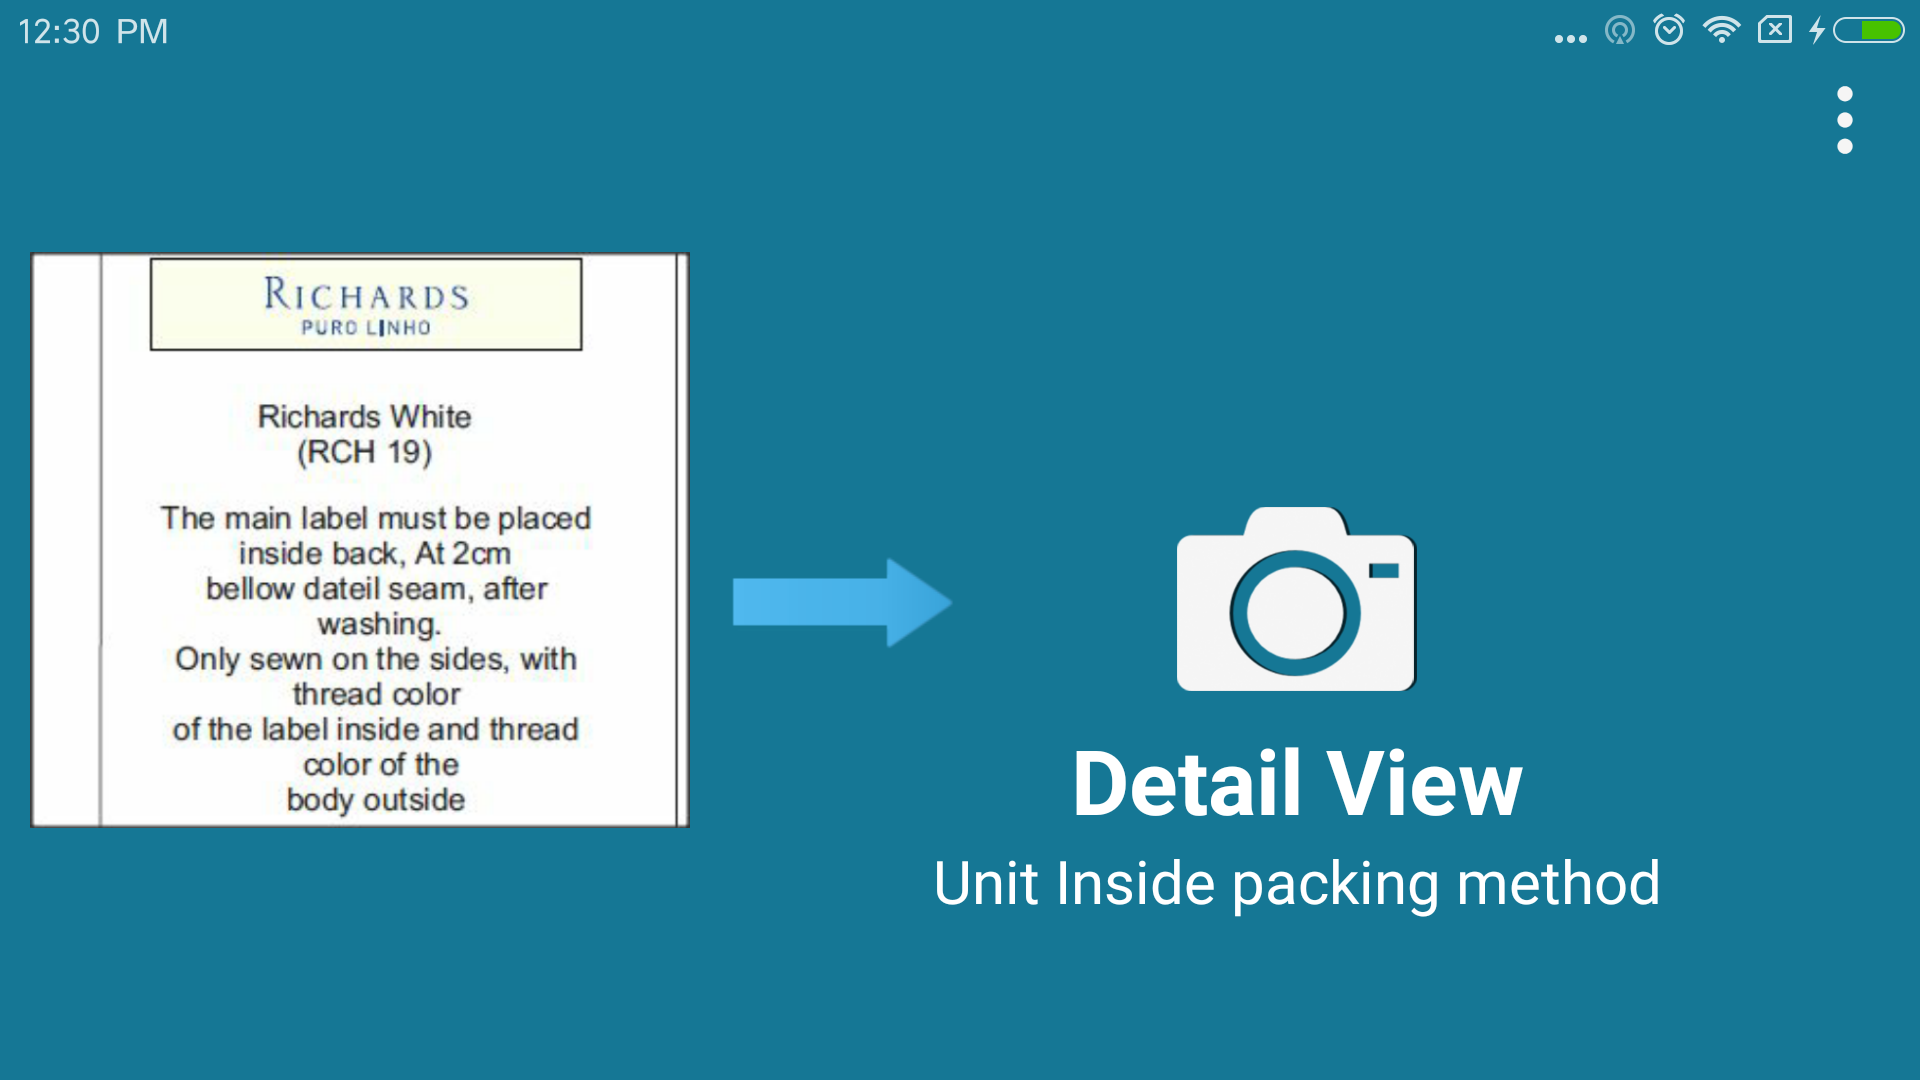 12:30 PM
RICHARDS
PURO LINHO
Richards White
(RCH 19)
The main label must be placed
inside back, At 2cm
bellow dateil seam, after
washing.
Only sewn on the sides, with
thread color
of the label inside and thread
color of the
body outside
Detail View
Unit Inside packing method